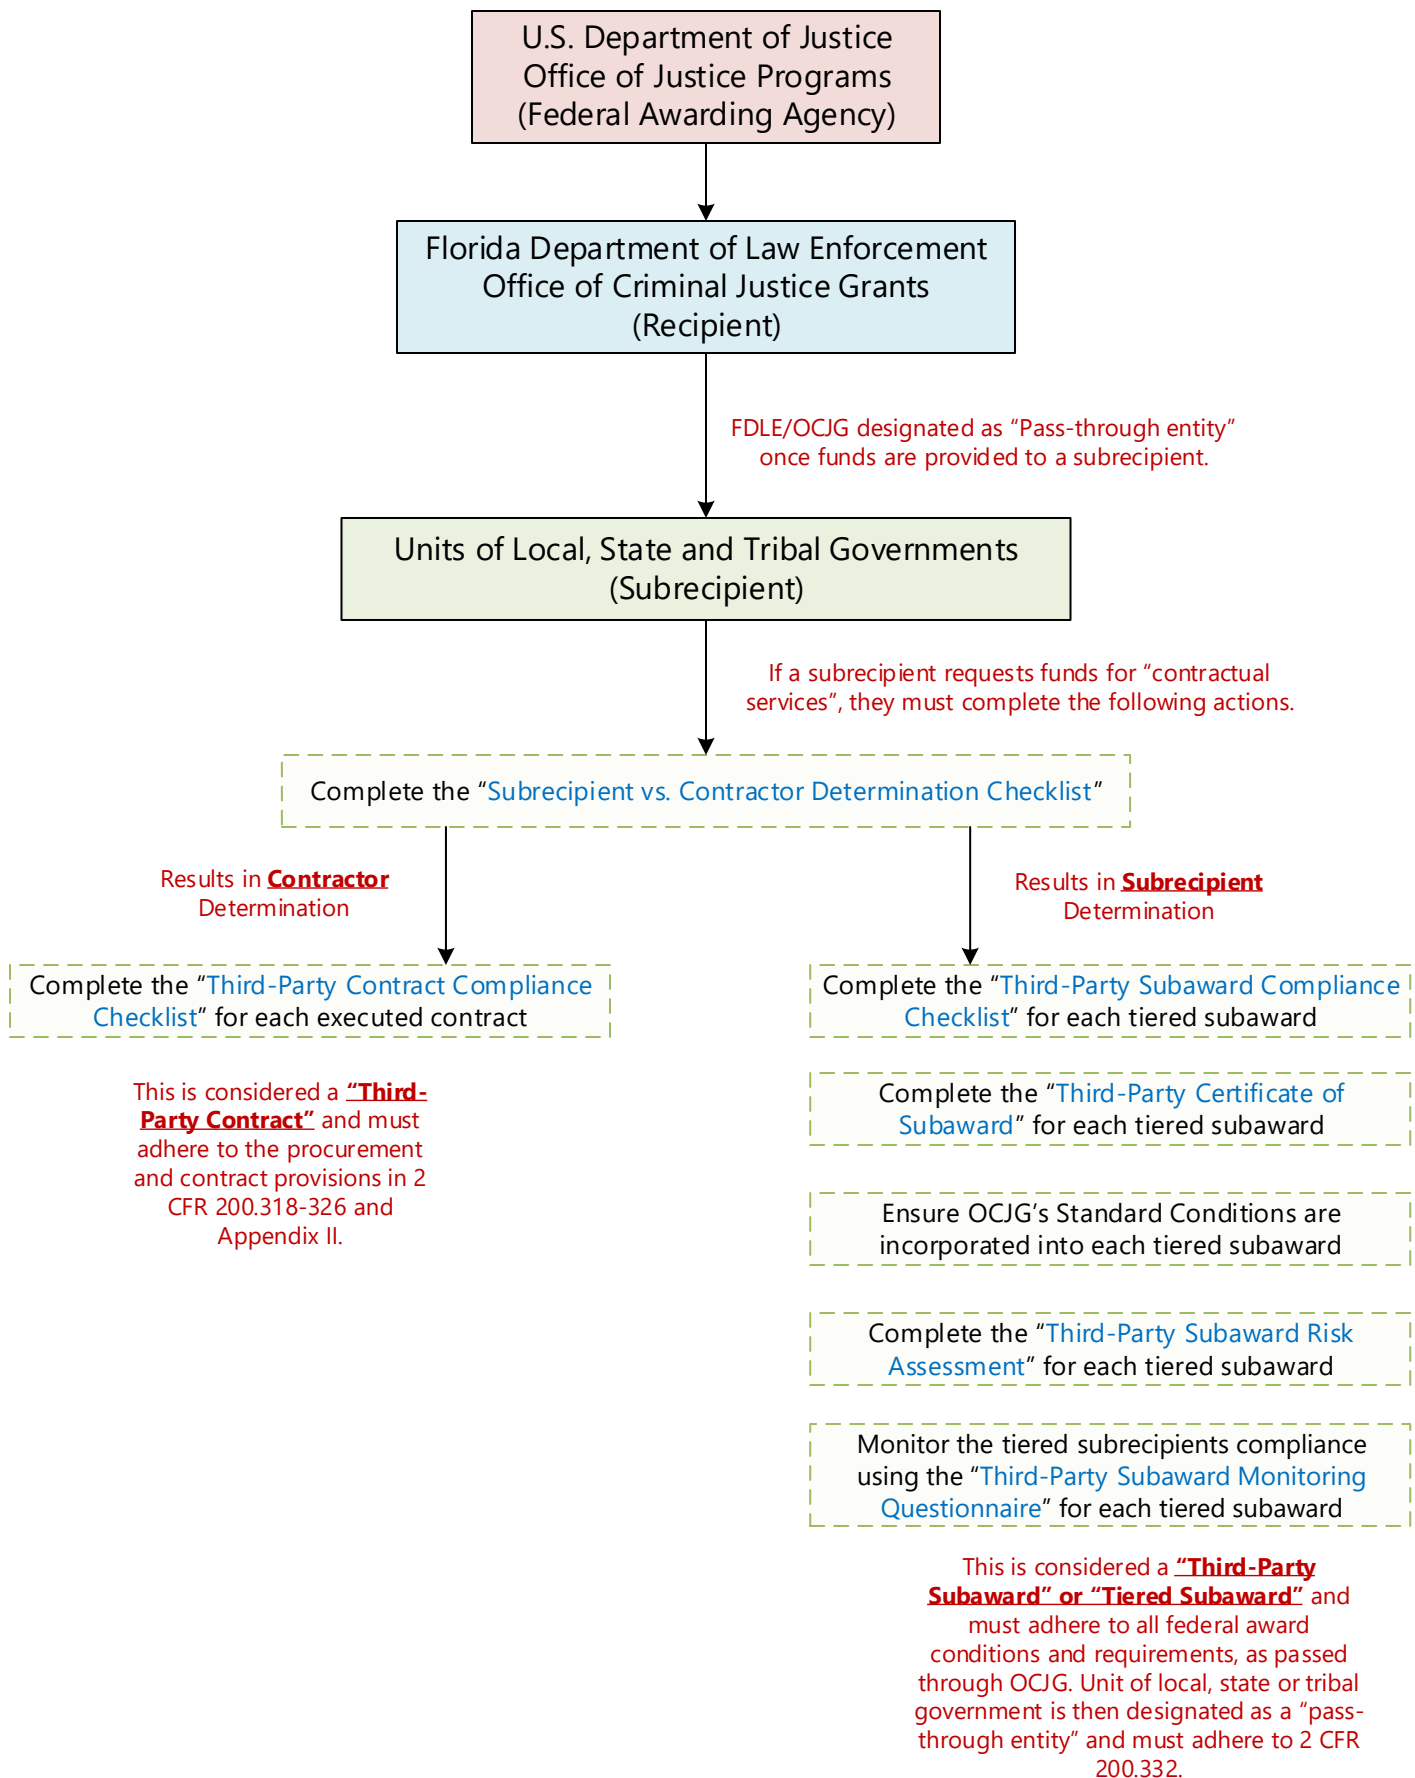 U.S. Department of Justice
Office of Justice Programs
(Federal Awarding Agency)
Florida Department of Law Enforcement
Office of Criminal Justice Grants
(Recipient)
FDLE/OCJG designated as “Pass-through entity”
once funds are provided to a subrecipient.
Units of Local, State and Tribal Governments
(Subrecipient)
If a subrecipient requests funds for “contractual
services”, they must complete the following actions.
Complete the “Subrecipient vs. Contractor Determination Checklist”
Results in Contractor
Determination
Results in Subrecipient
Determination
Complete the “Third-Party Contract Compliance
Checklist” for each executed contract
This is considered a “Third-
Party Contract” and must
adhere to the procurement
and contract provisions in 2
CFR 200.318-326 and
Appendix II.
Complete the “Third-Party Subaward Compliance
Checklist” for each tiered subaward
Complete the “Third-Party Certificate of
Subaward” for each tiered subaward
Ensure OCJG’s Standard Conditions are
incorporated into each tiered subaward
Complete the “Third-Party Subaward Risk
Assessment” for each tiered subaward
Monitor the tiered subrecipients compliance
using the “Third-Party Subaward Monitoring
Questionnaire” for each tiered subaward
This is considered a “Third-Party
Subaward” or “Tiered Subaward” and
must adhere to all federal award
conditions and requirements, as passed
through OCJG. Unit of local, state or tribal
government is then designated as a “pass-
through entity” and must adhere to 2 CFR
200.332.